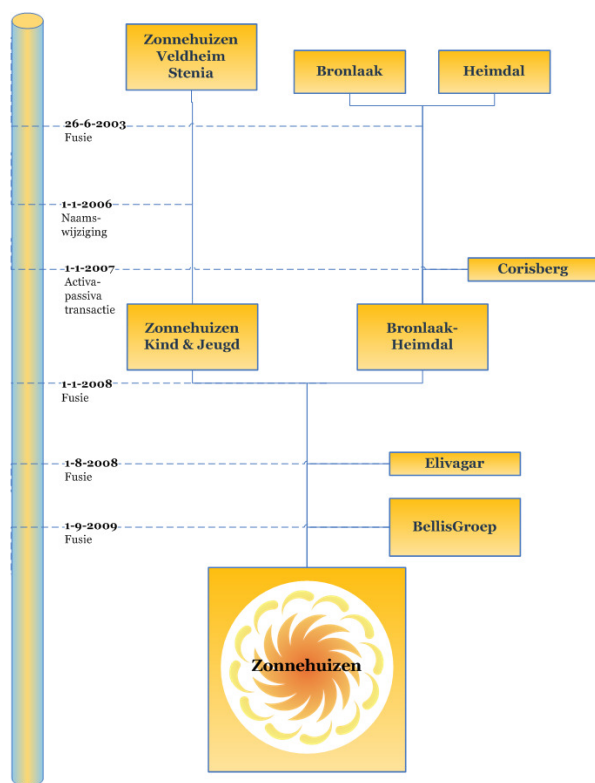 Zonnehuizen
Veldheim
Stenia
Bronlaak
Heimdal
26-6-2003
Fusie
1-1-2006
Naams-
wijziging
1-1-2007
Activa-
passiva
transactie
Corisberg
Zonnehuizen
Kind & Jeugd
Bronlaak-
Heimdal
1-1-2008
Fusie
1-8-2008
Fusie
Elivagar
1-9-2009
Fusie
BellisGroep
Zonnehuizen